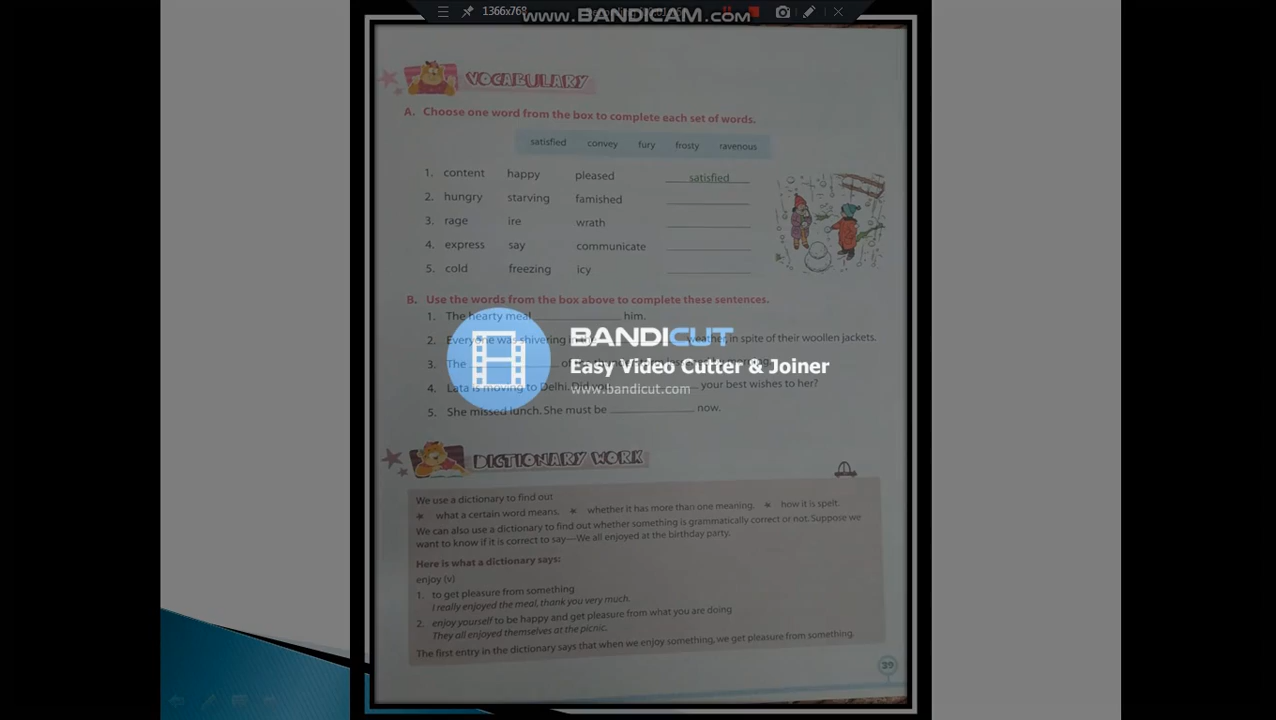 1366x768
www.BANDICAM.com
VOCABULARY
A. Choose one word from the box to complete each set of words.
satisfied convey fury frosty ravenous
1. content happy pleased satisfied
2. hungry starving famished
3. rage ire wrath
4. express say communicate
5. cold freezing icy
B. Use the words from the box above to complete these sentences.
1. The hearty meal him.
2. Everyone was shivering in weather, in spite of their woollen jackets.
3. The of
4. Lata is moving to Delhi. Did you your best wishes to her?
5. She missed lunch. She must be now.
BANDICUT
Easy Video Cutter & Joiner
www.bandicut.com
DICTIONARY WORK
We use a dictionary to find out
* what a certain word means. * whether it has more than one meaning. * how it is spelt.
We can also use a dictionary to find out whether something is grammatically correct or not. Suppose we
want to know if it is correct to say—We all enjoyed at the birthday party.
Here is what a dictionary says:
enjoy (v)
1. to get pleasure from something
I really enjoyed the meal, thank you very much.
2. enjoy yourself to be happy and get pleasure from what you are doing
They all enjoyed themselves at the picnic.
The first entry in the dictionary says that when we enjoy something, we get pleasure from something.
39